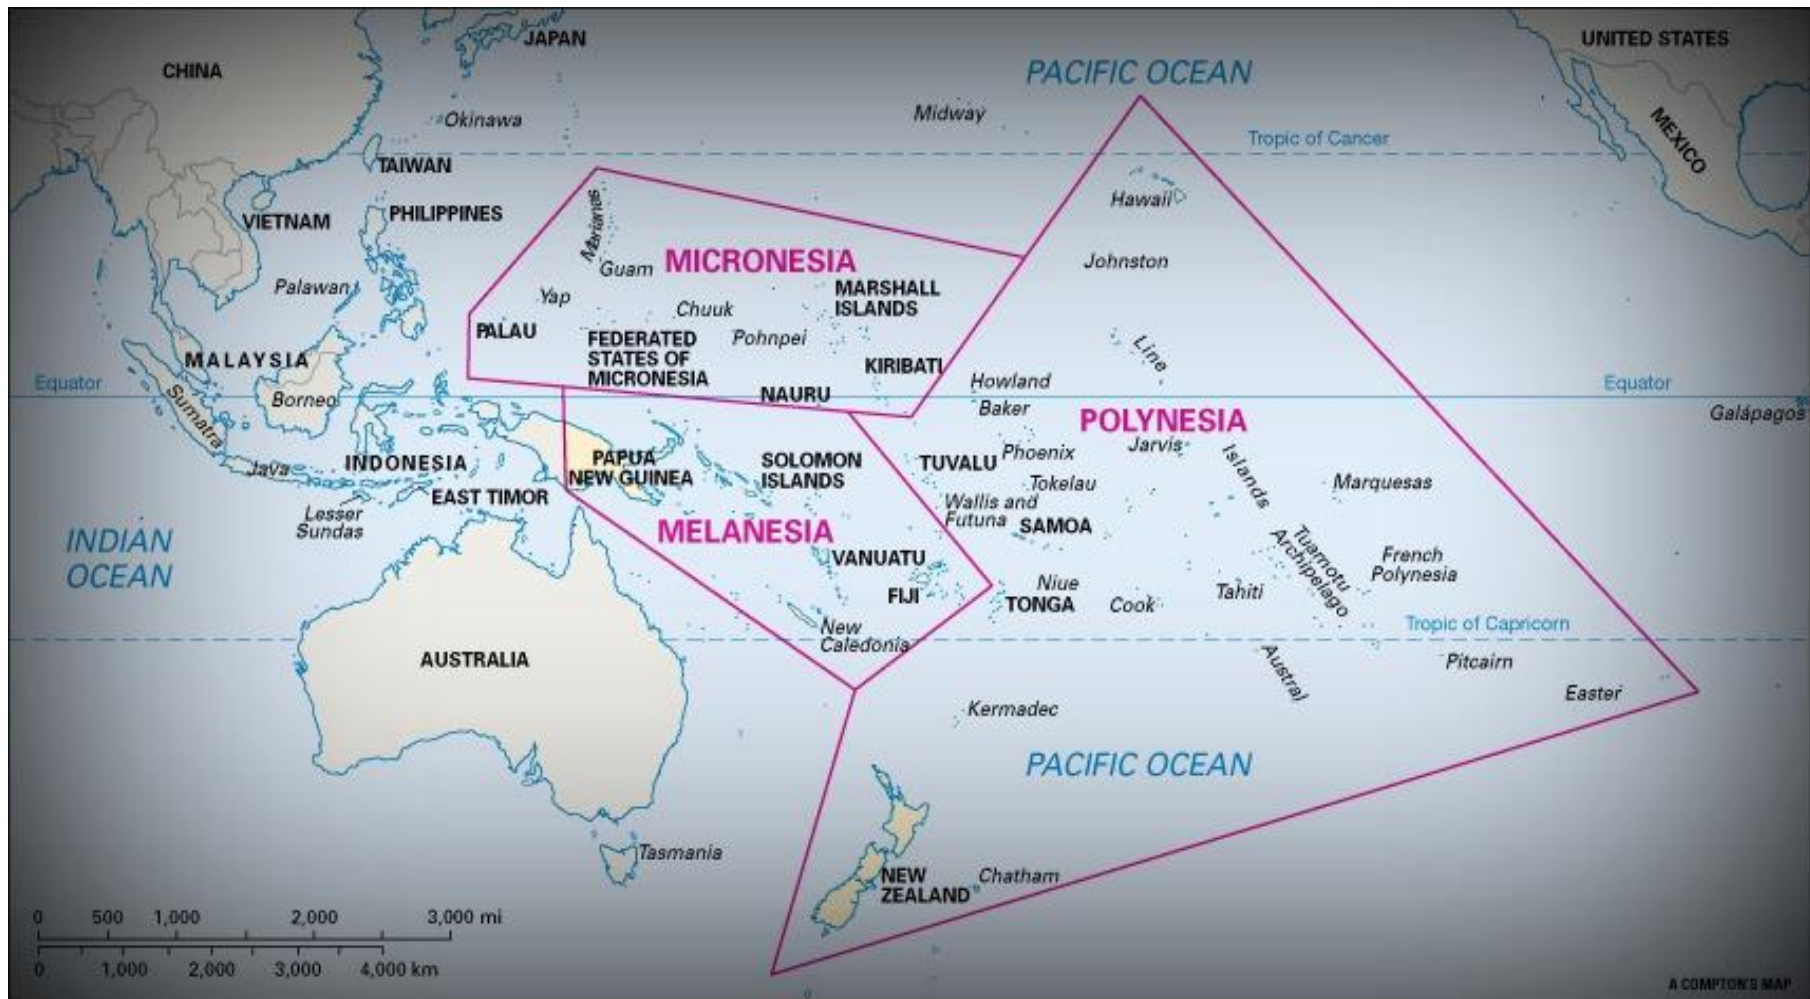 JAPAN
UNITED STATES
CHINA
PACIFIC OCEAN
Midway
Okinawa
MEXICO
Tropic of Cancer
TAIWAN
Hawaii
Marianas
PHILIPPINES
VIETNAM
MICRONESIA
Guam
Johnston
Palawan
Yap
MARSHALL
ISLANDS
Chuuk
PALAU
FEDERATED
STATES OF
MICRONESIA
Pohnpei
Line
MALAYSIA
KIRIBATI
Equator
Howland
Equator
NAURU
Sumatra
Borneo
Baker
Galápagos
POLYNESIA
Jarvis
Phoenix
PAPUA
NEW GUINEA
SOLOMON
ISLANDS
TUVALU
INDONESIA
Java
Islands
Tokelau
Marquesas
EAST TIMOR
Wallis and
Futuna
Lesser
Sundas
SAMOA
MELANESIA
INDIAN
OCEAN
VANUATU
Tuamotu
Archipelago
French
Polynesia
Niue
FIJI
TONGA
Cook
Tahiti
New
Caledonia
Tropic of Capricorn
AUSTRALIA
Austral
Pitcairn
Easter
Kermadec
PACIFIC OCEAN
Tasmania
NEW
ZEALAND
Chatham
0 500 1,000 2,000 3,000 mi
0 1,000 2,000 3,000 4,000 km
A COMPTON'S MAP